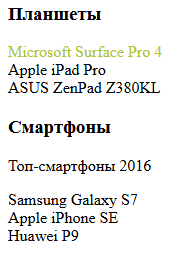 Планшеты
Microsoft Surface Pro 4
Apple iPad Pro
ASUS ZenPad Z380KL
Смартфоны
Топ-смартфоны 2016
Samsung Galaxy S7
Apple iPhone SE
Huawei P9